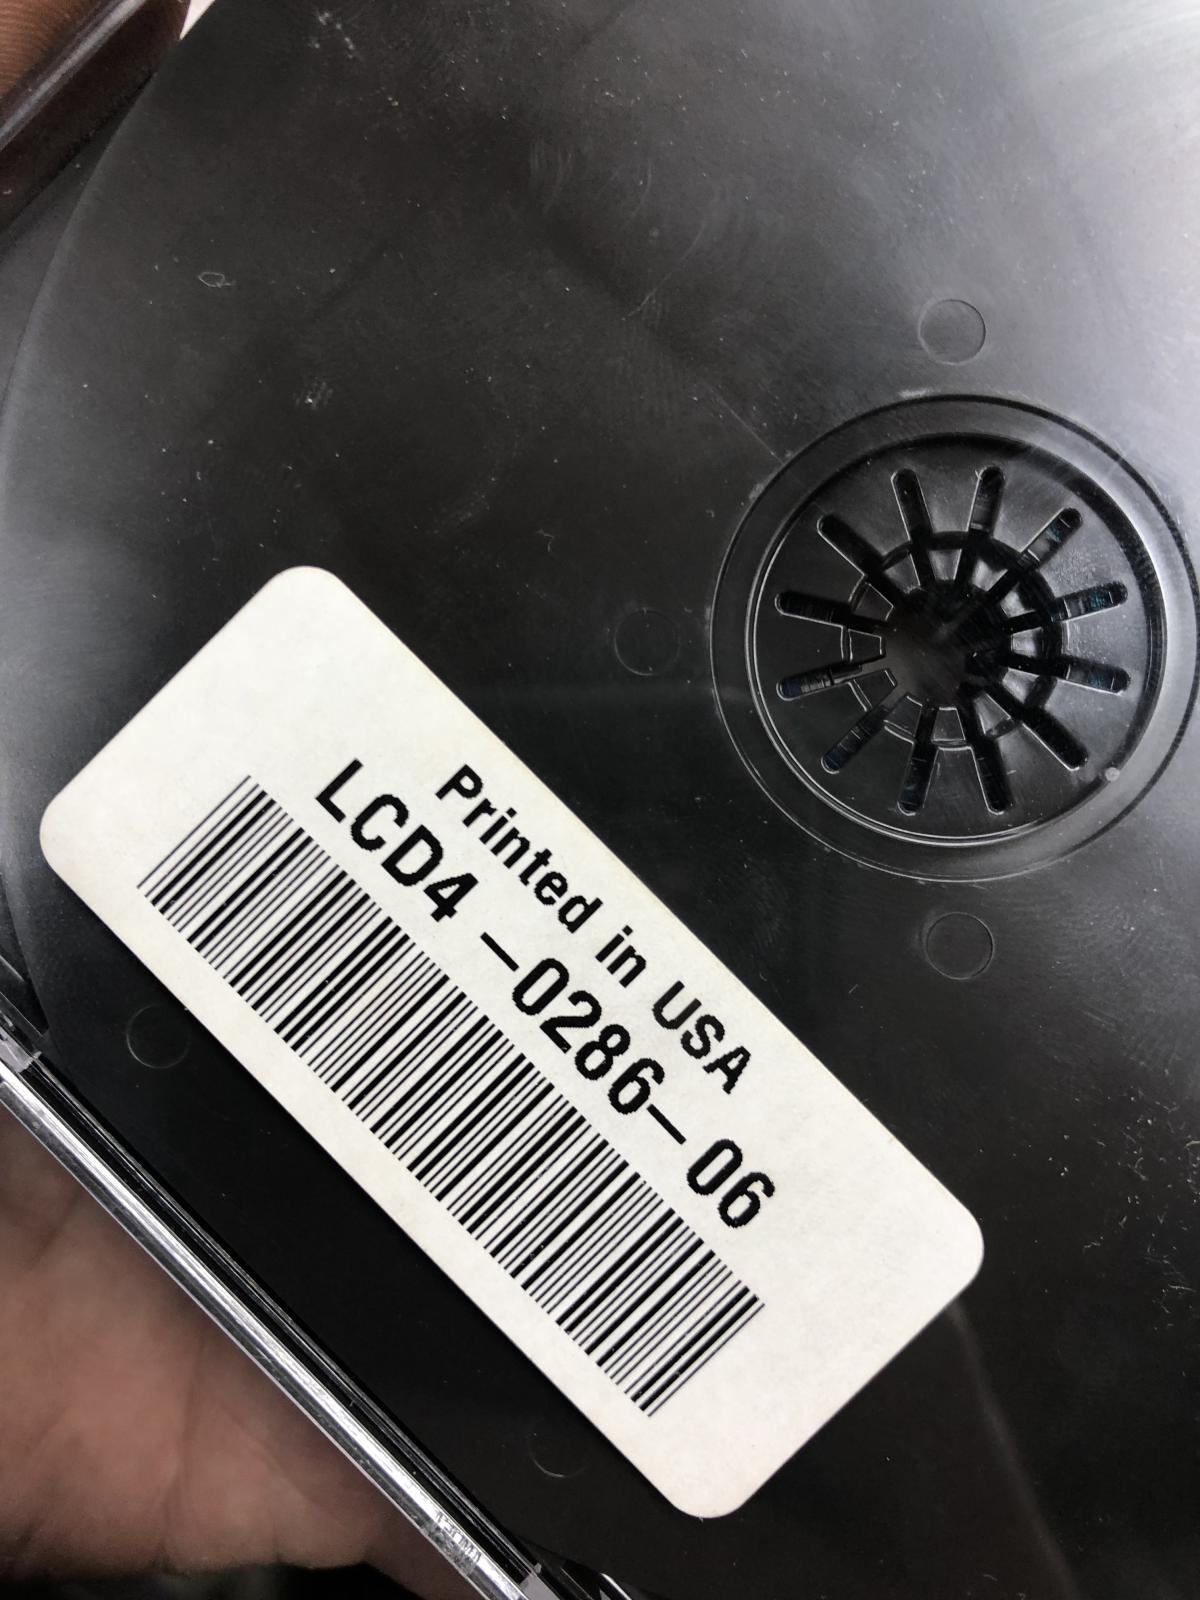 Printed in USA
LCD4 -0286-06